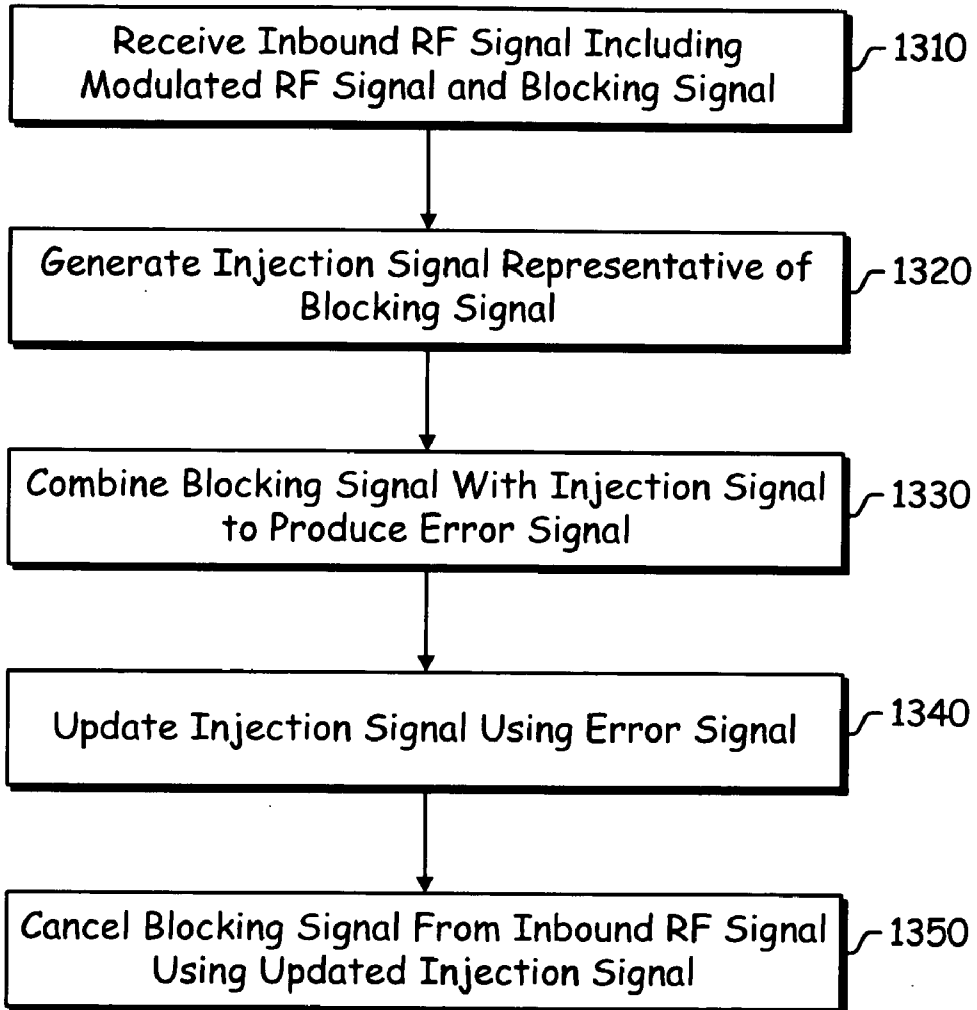 Receive Inbound RF Signal Including
Modulated RF Signal and Blocking Signal
1310
Generate Injection Signal Representative of
Blocking Signal
1320
Combine Blocking Signal With Injection Signal
to Produce Error Signal
1330
Update Injection Signal Using Error Signal
1340
Cancel Blocking Signal From Inbound RF Signal
Using Updated Injection Signal
1350